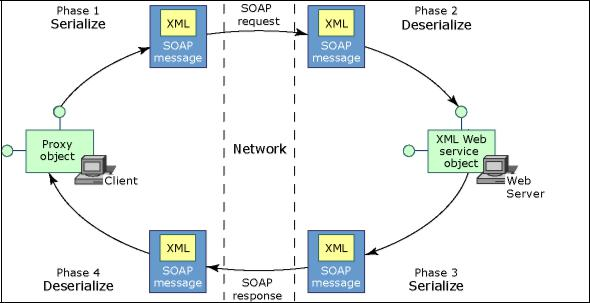 Phase 1
Serialize
XML
SOAP
message
SOAP
request
XML
SOAP
message
Phase 2
Deserialize
Proxy
object
Client
Network
XML Web
service
object
Web
Server
Phase 4
Deserialize
XML
SOAP
message
SOAP
response
XML
SOAP
message
Phase 3
Serialize